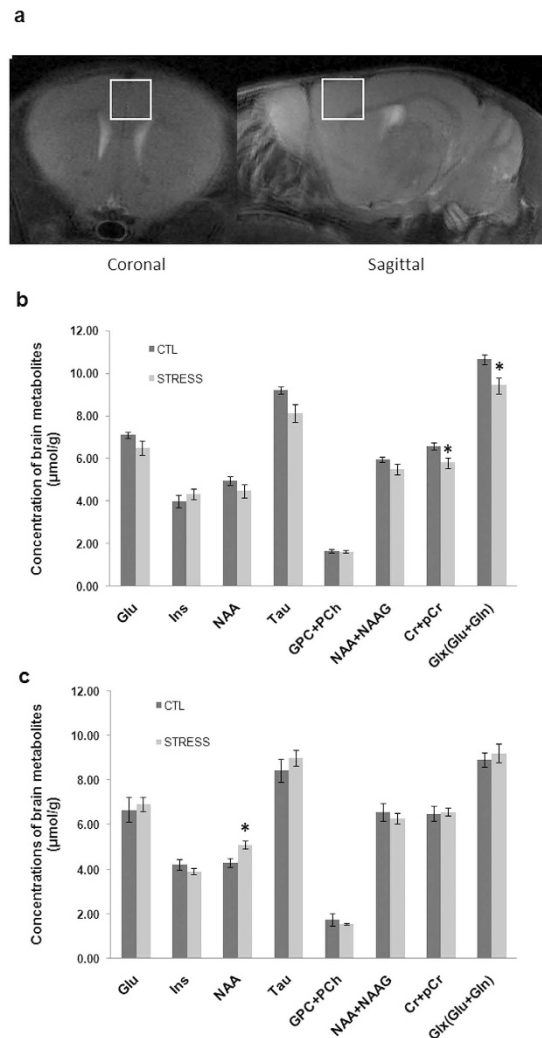 a
Coronal
Sagittal
b
Concentration of brain metabolites
(µmol/g)
12.00
10.00
8.00
6.00
4.00
2.00
0.00
CTL
STRESS
*
*
Glu
Ins
NAA
Tau
GPC+PCh
NAA+NAAG
Cr+pCr
Glx(Glu+Gln)
c
Concentrations of brain metabolites
(µmol/g)
12.00
10.00
8.00
6.00
4.00
2.00
0.00
CTL
STRESS
*
Glu
Ins
NAA
Tau
GPC+PCh
NAA+NAAG
Cr+pCr
Glx(Glu+Gln)